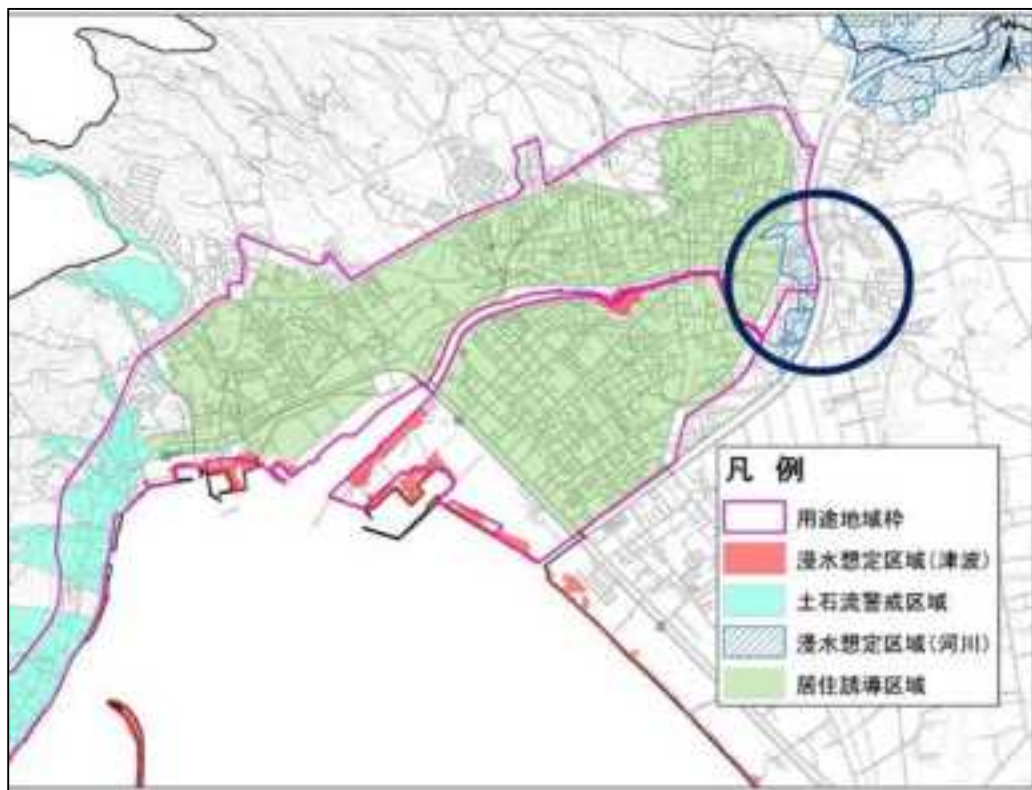 凡 例
用途地域枠
浸水想定区域(津波)
土石流警戒区域
浸水想定区域(河川)
居住誘導区域